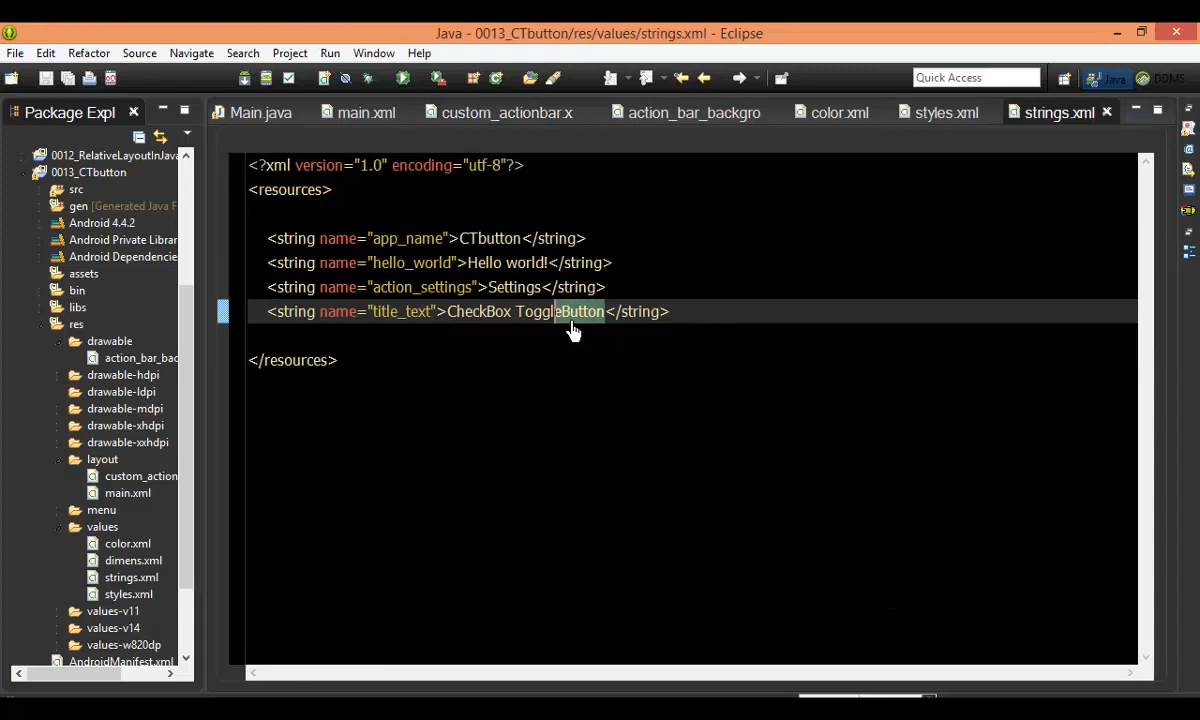 Java - 0013_CTbutton/res/values/strings.xml - Eclipse
File Edit Refactor Source Navigate Search Project Run Window Help
Quick Access Java DDMS
Package Expl Main.java main.xml custom_actionbar.x action_bar_backgro color.xml styles.xml strings.xml
0012_RelativeLayoutInJava
0013_CTbutton
src
gen [Generated Java F
Android 4.4.2
Android Private Librar
Android Dependencie
assets
bin
libs
res
drawable
action_bar_bac
drawable-hdpi
drawable-ldpi
drawable-mdpi
drawable-xhdpi
drawable-xxhdpi
layout
custom_action
main.xml
menu
values
color.xml
dimens.xml
strings.xml
styles.xml
values-v11
values-v14
values-w820dp
AndroidManifest.xml
<?xml version="1.0" encoding="utf-8"?>
<resources>
<string name="app_name">CTbutton</string>
<string name="hello_world">Hello world!</string>
<string name="action_settings">Settings</string>
<string name="title_text">CheckBox ToggleButton</string>
</resources>